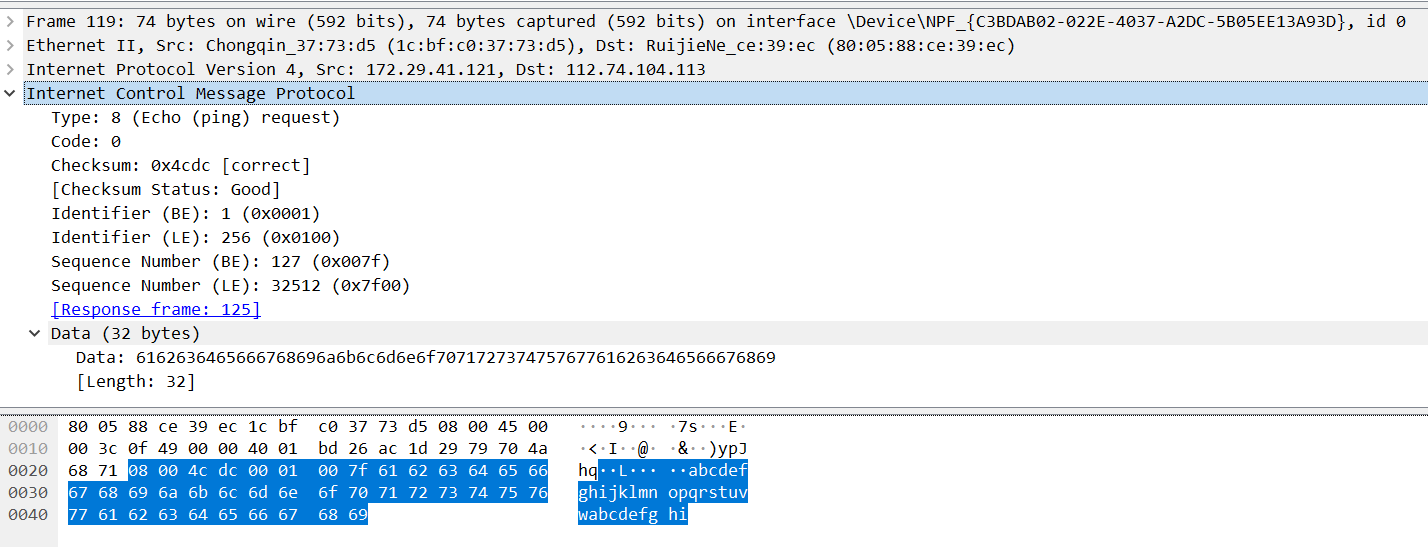 Frame 119: 74 bytes on wire (592 bits), 74 bytes captured (592 bits) on interface \Device\NPF_{C3BDAB02-022E-4037-A2DC-5B05EE13A93D}, id 0
Ethernet II, Src: Chongqin_37:73:d5 (1c:bf:c0:37:73:d5), Dst: RuijieNe_ce:39:ec (80:05:88:ce:39:ec)
Internet Protocol Version 4, Src: 172.29.41.121, Dst: 112.74.104.113
Internet Control Message Protocol
Type: 8 (Echo (ping) request)
Code: 0
Checksum: 0x4cdc [correct]
[Checksum Status: Good]
Identifier (BE): 1 (0x0001)
Identifier (LE): 256 (0x0100)
Sequence Number (BE): 127 (0x007f)
Sequence Number (LE): 32512 (0x7f00)
[Response frame: 125]
Data (32 bytes)
Data: 6162636465666768696a6b6c6d6e6f7071727374757677616263646566676869
[Length: 32]
0000 80 05 88 ce 39 ec 1c bf c0 37 73 d5 08 00 45 00 ····9··· ·7s···E·
0010 00 3c 0f 49 00 00 40 01 bd 26 ac 1d 29 79 70 4a ·<·I··@· ·&··)ypJ
0020 68 71 08 00 4c dc 00 01 00 7f 61 62 63 64 65 66 hq··L··· ··abcdef
0030 67 68 69 6a 6b 6c 6d 6e 6f 70 71 72 73 74 75 76 ghijklmn opqrstuv
0040 77 61 62 63 64 65 66 67 68 69 wabcdefg hi